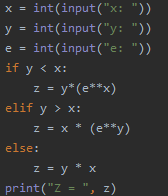 x = int(input("x: "))
y = int(input("y: "))
e = int(input("e: "))
if y < x:
    z = y*(e**x)
elif y > x:
    z = x * (e**y)
else:
    z = y * x
print("Z = ", z)